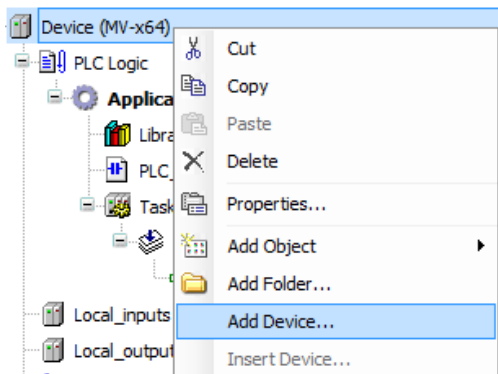 Device (MV-x64)
PLC Logic
Applica
Libra
PLC_
Task
Local_inputs
Local_output
Cut
Copy
Paste
Delete
Properties...
Add Object
Add Folder...
Add Device...
Insert Device...